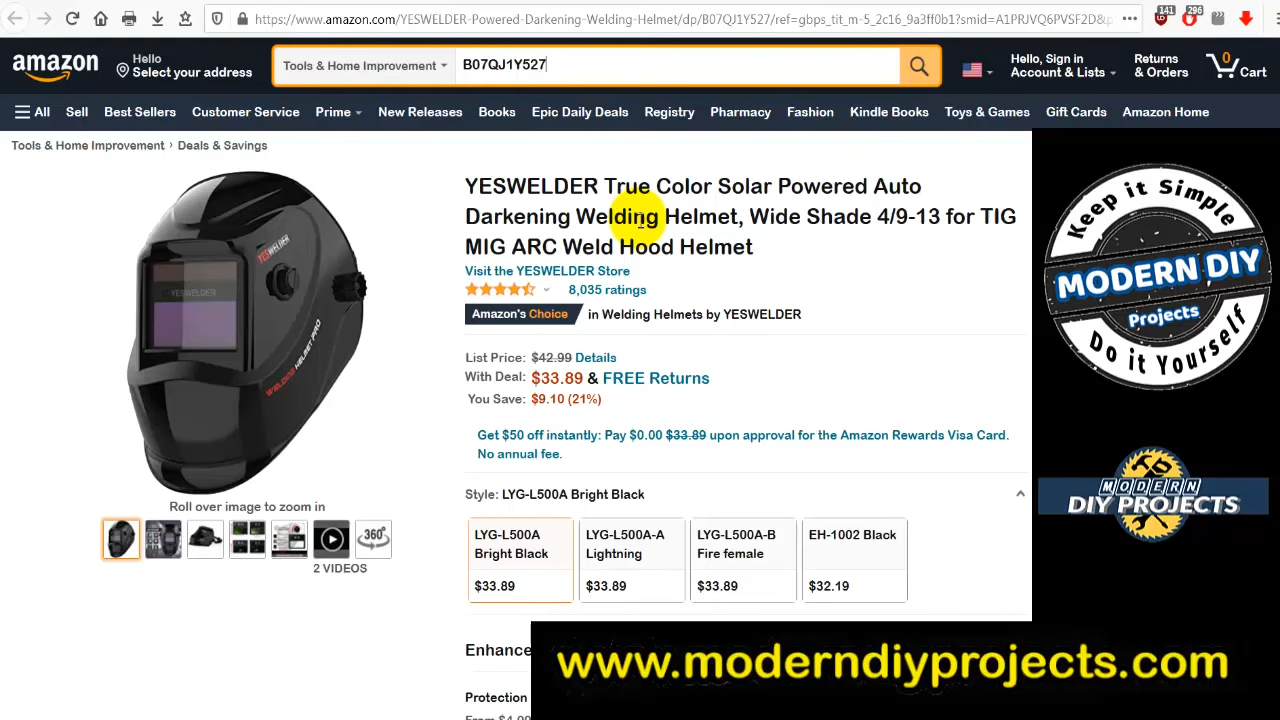 https://www.amazon.com/YESWELDER-Powered-Darkening-Welding-Helmet/dp/B07QJ1Y527/ref=gbps_tit_m-5_2c16_9a3ff0b1?smid=A1PRJVQ6PVSF2D&p
141
296
amazon
Hello
Select your address
Tools & Home Improvement
B07QJ1Y527
Hello, Sign in
Account & Lists
Returns
& Orders
0
Cart
All
Sell
Best Sellers
Customer Service
Prime
New Releases
Books
Epic Daily Deals
Registry
Pharmacy
Fashion
Kindle Books
Toys & Games
Gift Cards
Amazon Home
Tools & Home Improvement › Deals & Savings
YESWELDER True Color Solar Powered Auto
Darkening Welding Helmet, Wide Shade 4/9-13 for TIG
MIG ARC Weld Hood Helmet
Visit the YESWELDER Store
8,035 ratings
Amazon's Choice in Welding Helmets by YESWELDER
List Price: $42.99 Details
With Deal: $33.89 & FREE Returns
You Save: $9.10 (21%)
Get $50 off instantly: Pay $0.00 $33.89 upon approval for the Amazon Rewards Visa Card.
No annual fee.
Style: LYG-L500A Bright Black
LYG-L500A
Bright Black
$33.89
LYG-L500A-A
Lightning
$33.89
LYG-L500A-B
Fire female
$33.89
EH-1002 Black
$32.19
YESWELDER
YESWELDER
WELDING HELMET PRO
Roll over image to zoom in
360°
2 VIDEOS
Keep it Simple
MODERN DIY
Projects
Do it Yourself
MODERN
DIY PROJECTS
Enhance
Protection
www.moderndiyprojects.com